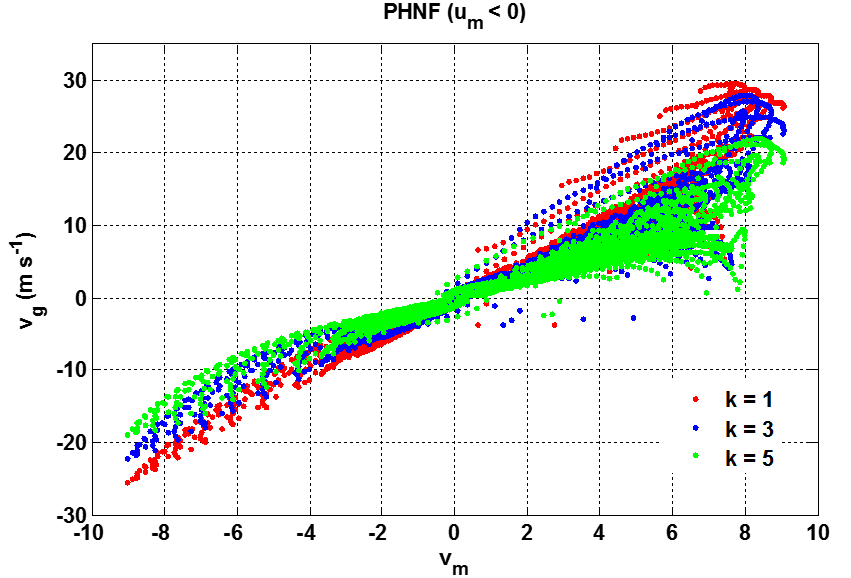 PHNF (u_m < 0)
v_g (m s^-1)
30
20
10
0
-10
-20
-30
-10 -8 -6 -4 -2 0 2 4 6 8 10
v_m
k = 1
k = 3
k = 5